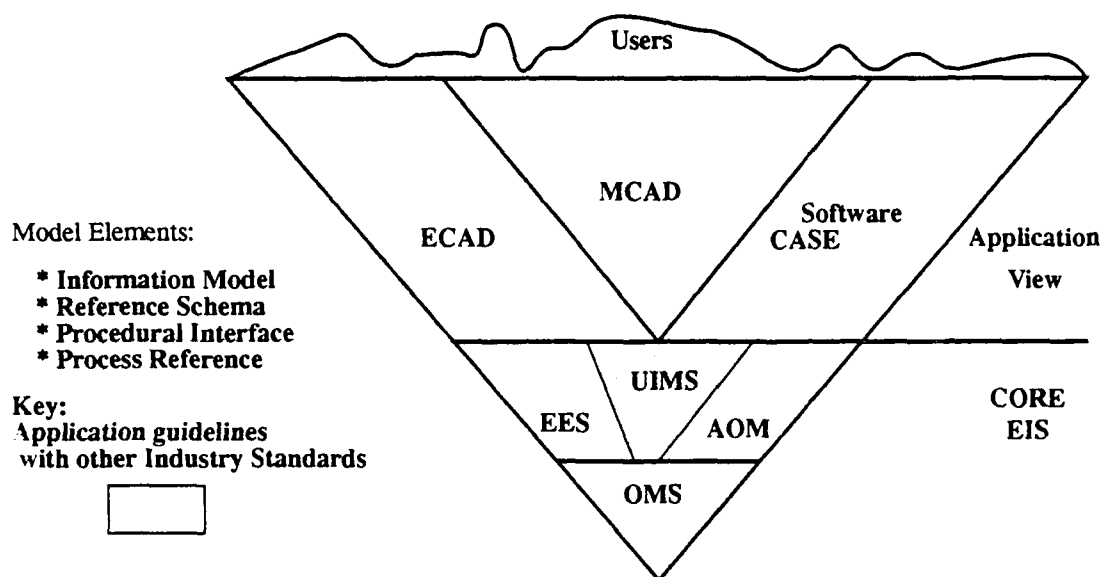 Users
MCAD
ECAD
Software
CASE
Application
View
Model Elements:
* Information Model
* Reference Schema
* Procedural Interface
* Process Reference
Key:
Application guidelines
with other Industry Standards
UIMS
EES
AOM
CORE
EIS
OMS